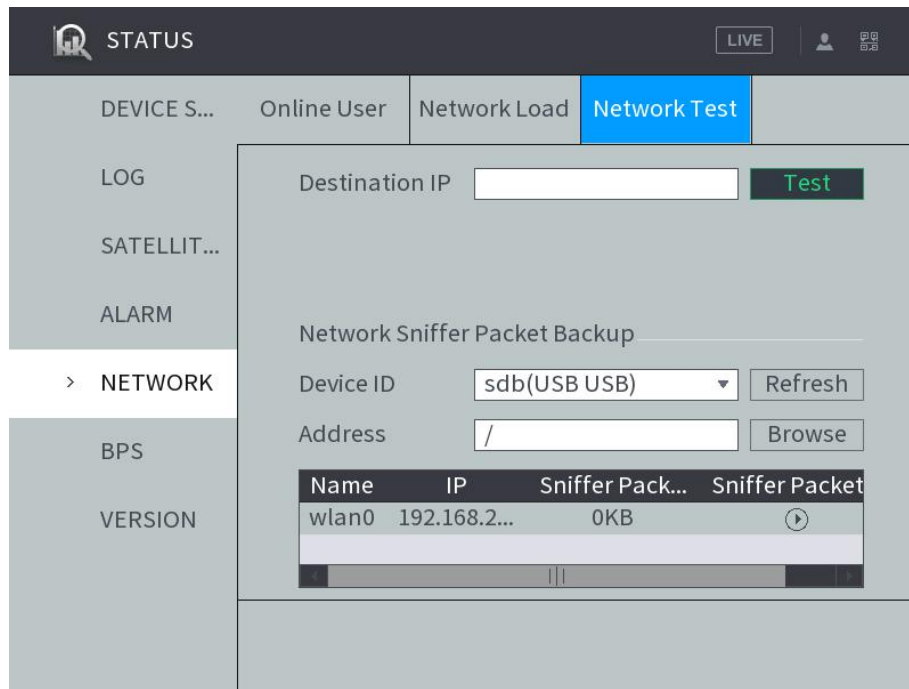 STATUS
LIVE
DEVICE S...
Online User
Network Load
Network Test
LOG
Destination IP
Test
SATELLIT...
ALARM
Network Sniffer Packet Backup
NETWORK
Device ID
sdb(USB USB)
Refresh
Address
/
Browse
BPS
Name IP Sniffer Pack... Sniffer Packet
wlan0 192.168.2... 0KB
VERSION